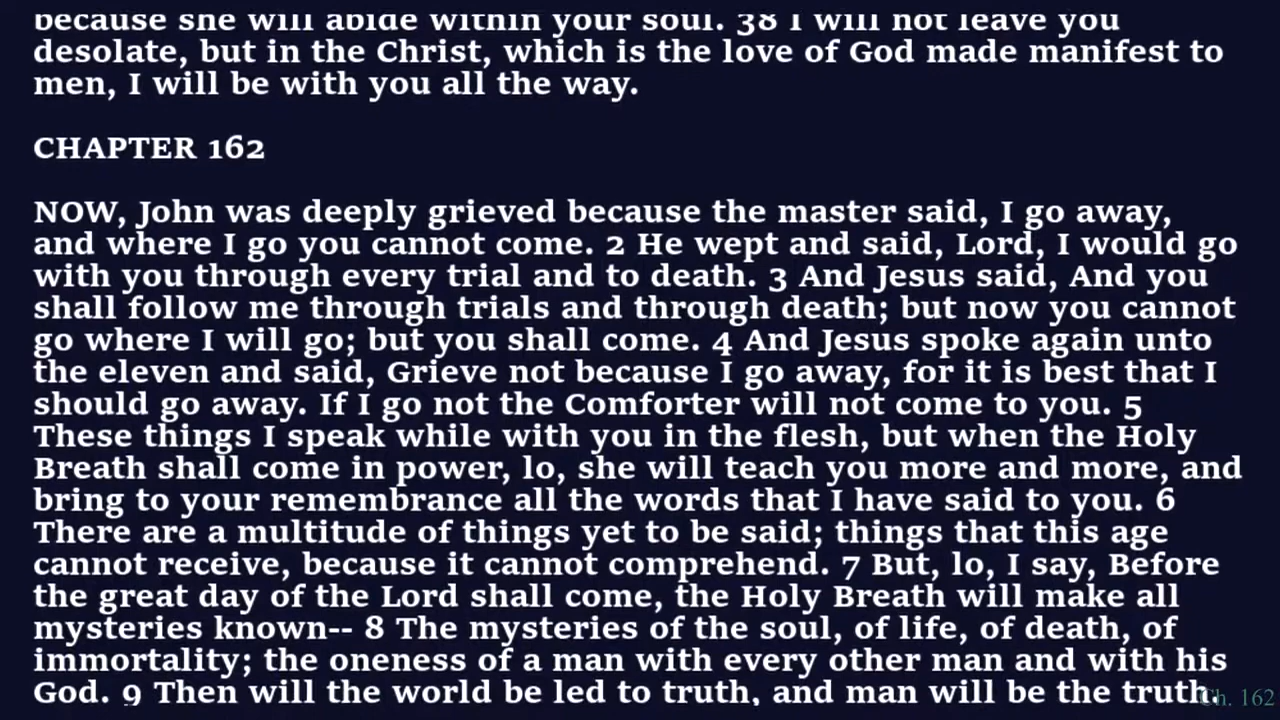 because she will abide within your soul. 38 I will not leave you
desolate, but in the Christ, which is the love of God made manifest to
men, I will be with you all the way.
CHAPTER 162
NOW, John was deeply grieved because the master said, I go away,
and where I go you cannot come. 2 He wept and said, Lord, I would go
with you through every trial and to death. 3 And Jesus said, And you
shall follow me through trials and through death; but now you cannot
go where I will go; but you shall come. 4 And Jesus spoke again unto
the eleven and said, Grieve not because I go away, for it is best that I
should go away. If I go not the Comforter will not come to you. 5
These things I speak while with you in the flesh, but when the Holy
Breath shall come in power, lo, she will teach you more and more, and
bring to your remembrance all the words that I have said to you. 6
There are a multitude of things yet to be said; things that this age
cannot receive, because it cannot comprehend. 7 But, lo, I say, Before
the great day of the Lord shall come, the Holy Breath will make all
mysteries known-- 8 The mysteries of the soul, of life, of death, of
immortality; the oneness of a man with every other man and with his
God. 9 Then will the world be led to truth, and man will be the truth.
Ch. 162